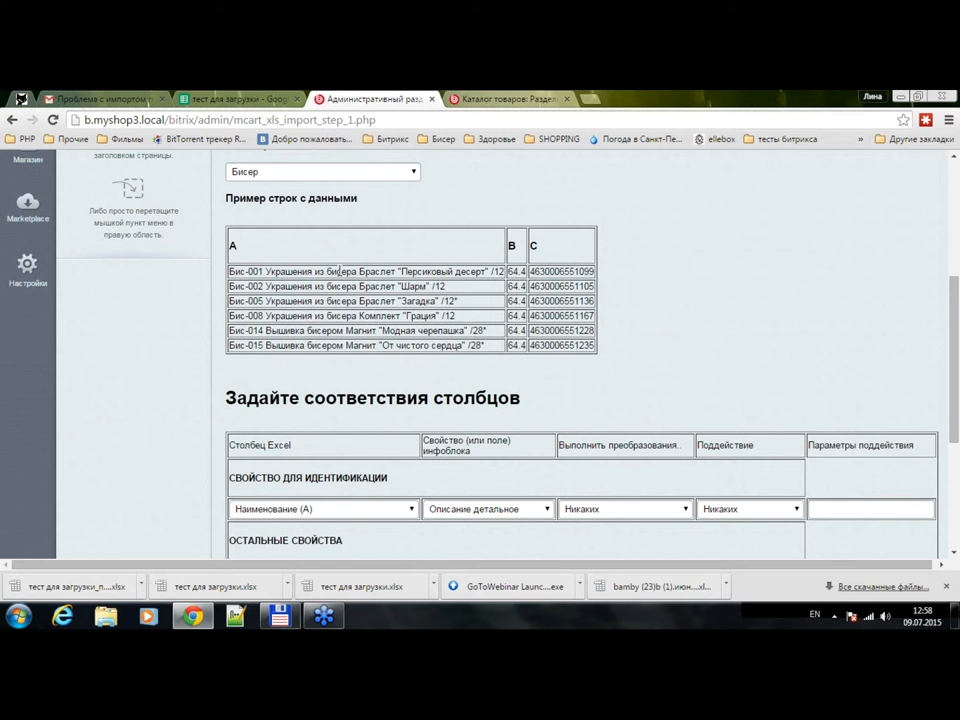 Проблема с импортом
тест для загрузки - Googl
Административный разд
Каталог товаров: Раздел
Лина
b.myshop3.local/bitrix/admin/mcart_xls_import_step_1.php
PHP
Прочие
Фильмы
BitTorrent трекер R...
Добро пожаловать...
Битрикс
Бисер
Здоровье
SHOPPING
Погода в Санкт-Пе...
ellebox
тесты битрикса
»
Другие закладки
Магазин
заголовком страницы.
Либо просто перетащите
мышкой пункт меню в
правую область.
Marketplace
Настройки
Бисер
Пример строк с данными
A B C
Бис-001 Украшения из бисера Браслет "Персиковый десерт" /12 64.4 4630006551099
Бис-002 Украшения из бисера Браслет "Шарм" /12 64.4 4630006551105
Бис-005 Украшения из бисера Браслет "Загадка" /12* 64.4 4630006551136
Бис-008 Украшения из бисера Комплект "Грация" /12 64.4 4630006551167
Бис-014 Вышивка бисером Магнит "Модная черепашка" /28* 64.4 4630006551228
Бис-015 Вышивка бисером Магнит "От чистого сердца" /28* 64.4 4630006551235
Задайте соответствия столбцов
Столбец Excel
Свойство (или поле)
инфоблока
Выполнить преобразования..
Поддействие
Параметры поддействия
СВОЙСТВО ДЛЯ ИДЕНТИФИКАЦИИ
Наименование (A)
Описание детальное
Никаких
Никаких
ОСТАЛЬНЫЕ СВОЙСТВА
тест для загрузки_п....xlsx
тест для загрузки.xlsx
тест для загрузки.xlsx
GoToWebinar Launc....exe
bamby (23)b (1).июн....xl...
Все скачанные файлы...
EN
12:58
09.07.2015